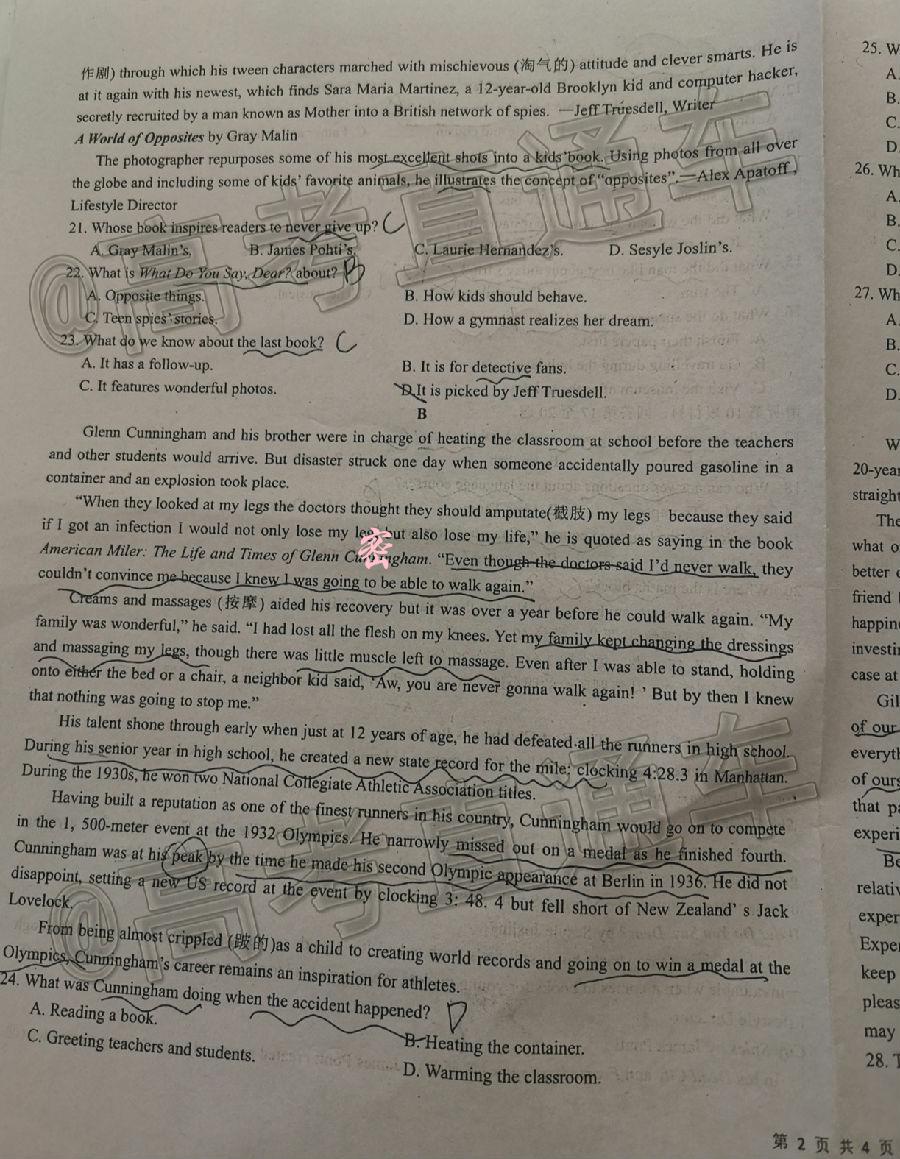 作剧) through which his tween characters marched with mischievous (淘气的) attitude and clever smarts. He is
at it again with his newest, which finds Sara Maria Martinez, a 12-year-old Brooklyn kid and computer hacker,
secretly recruited by a man known as Mother into a British network of spies. —Jeff Truesdell, Writer
A World of Opposites by Gray Malin
The photographer repurposes some of his most excellent shots into a kids' book. Using photos from all over
the globe and including some of kids' favorite animals, he illustrates the concept of "opposites".—Alex Apatoff,
Lifestyle Director
21. Whose book inspires readers to never give up? C
A. Gray Malin's. B. James Ponti's. C. Laurie Hernandez's. D. Sesyle Joslin's.
22. What is What Do You Say, Dear? about? B
A. Opposite things. B. How kids should behave.
C. Teen spies' stories. D. How a gymnast realizes her dream.
23. What do we know about the last book? C
A. It has a follow-up. B. It is for detective fans.
C. It features wonderful photos. D. It is picked by Jeff Truesdell.
B
Glenn Cunningham and his brother were in charge of heating the classroom at school before the teachers
and other students would arrive. But disaster struck one day when someone accidentally poured gasoline in a
container and an explosion took place.
"When they looked at my legs the doctors thought they should amputate(截肢) my legs because they said
if I got an infection I would not only lose my leg but also lose my life," he is quoted as saying in the book
American Miler: The Life and Times of Glenn Cunningham. "Even though the doctors said I'd never walk, they
couldn't convince me because I knew I was going to be able to walk again."
密
Creams and massages (按摩) aided his recovery but it was over a year before he could walk again. "My
family was wonderful," he said. "I had lost all the flesh on my knees. Yet my family kept changing the dressings
and massaging my legs, though there was little muscle left to massage. Even after I was able to stand, holding
onto either the bed or a chair, a neighbor kid said, 'Aw, you are never gonna walk again! ' But by then I knew
that nothing was going to stop me."
His talent shone through early when just at 12 years of age, he had defeated all the runners in high school.
During his senior year in high school, he created a new state record for the mile; clocking 4:28.3 in Manhattan.
During the 1930s, he won two National Collegiate Athletic Association titles.
Having built a reputation as one of the finest runners in his country, Cunningham would go on to compete
in the 1, 500-meter event at the 1932 Olympics. He narrowly missed out on a medal as he finished fourth.
Cunningham was at his peak by the time he made his second Olympic appearance at Berlin in 1936. He did not
disappoint, setting a new US record at the event by clocking 3: 48. 4 but fell short of New Zealand' s Jack
Lovelock.
From being almost crippled (跛的)as a child to creating world records and going on to win a medal at the
Olympics, Cunningham's career remains an inspiration for athletes.
24. What was Cunningham doing when the accident happened? D
A. Reading a book. B. Heating the container.
C. Greeting teachers and students. D. Warming the classroom.
第 2 页 共 4 页
25. W
A.
B.
C.
D.
26. Wh
A.
B.
C.
D.
27. Wh
A.
B.
C.
D.
W
20-year
straight
The
what o
better
friend
happin
investi
case at
Gil
of our
everyth
of ours
that pa
experi
Be
relativ
exper
Expe
keep
pleas
may
28. T
@高考直通车
@高考直通车